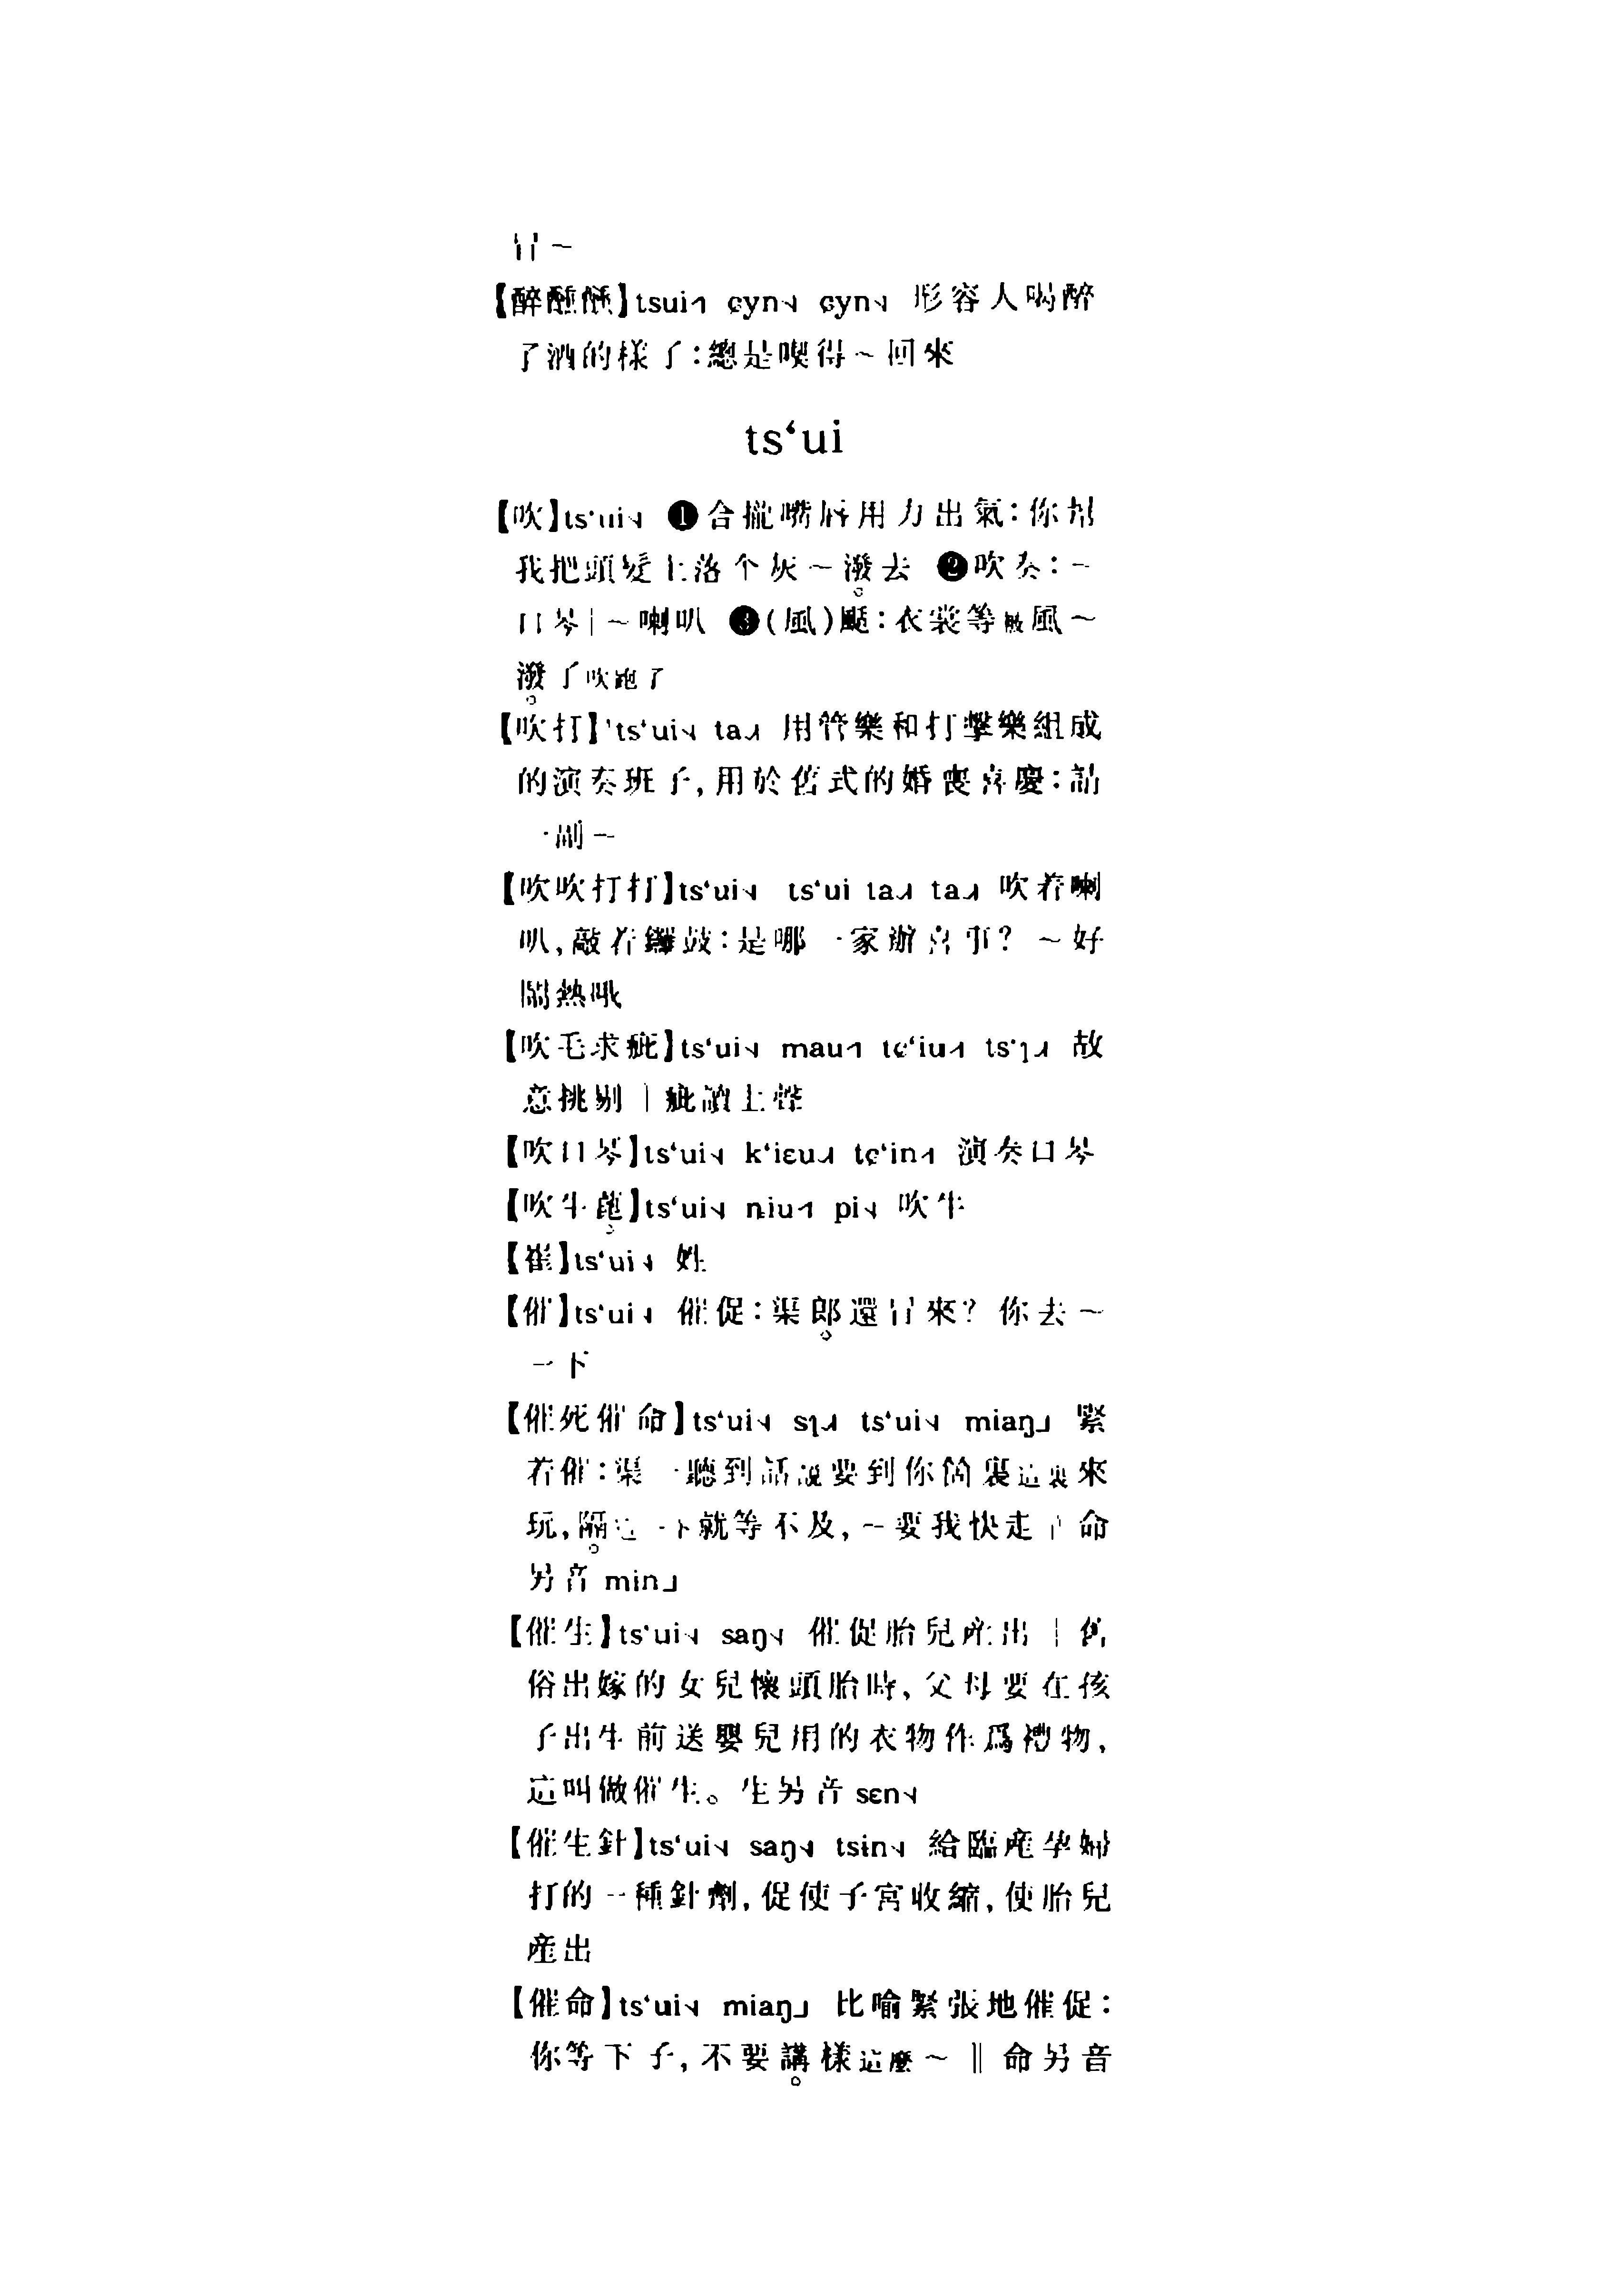 冇～
【醉醺醺】tsui˧˥ ɕyn˨˧ ɕyn˨˧ 形容人喝醉
了酒的樣子：總是喫得～回來
ts‘ui
【吹】ts‘ui˨˧ ❶合攏嘴唇用力出氣：你幫
我把頭髮上落个灰～潑去 ❷吹奏：～
口琴｜～喇叭 ❸(風)颳：衣裳等被風～
潑了吹跑了
【吹打】ts‘ui˨˧ ta˨˩˧ 用管樂和打擊樂組成
的演奏班子，用於舊式的婚喪喜慶：請
一副～
【吹吹打打】ts‘ui˨˧ ts‘ui ta˨˩˧ ta˨˩˧ 吹着喇
叭，敲着鑼鼓：是哪一家辦喜事？～好
鬧熱哦
【吹毛求疵】ts‘ui˨˧ mau˧˥ tɕ‘iu˨˦ ts‘ɿ˨˩˧ 故
意挑剔｜疵讀上聲
【吹口琴】ts‘ui˨˧ k‘iɛu˨˩˧ tɕ‘in˨˦ 演奏口琴
【吹牛䏢】ts‘ui˨˧ ȵiu˧˥ pi˨˧ 吹牛
【崔】ts‘ui˨˧ 姓
【催】ts‘ui˨˧ 催促：渠郎還冇來？你去～
一下
【催死催命】ts‘ui˨˧ sɿ˨˩˧ ts‘ui˨˧ miaŋ˩ 緊
着催：渠一聽到話説要到你箇裏這裏來
玩，隔 一下就等不及，～要我快走｜命
另音 min˩
【催生】ts‘ui˨˧ saŋ˨˧ 催促胎兒產出｜舊
俗出嫁的女兒懷頭胎時，父母要在孩
子出生前送嬰兒用的衣物作爲禮物，
這叫做催生。生另音 sɛn˨˧
【催生針】ts‘ui˨˧ saŋ˨˧ tsɨn˨˧ 給臨產孕婦
打的一種針劑，促使子宮收縮，使胎兒
產出
【催命】ts‘ui˨˧ miaŋ˩ 比喻緊張地催促：
你等下子，不要講樣這麼～‖命另音